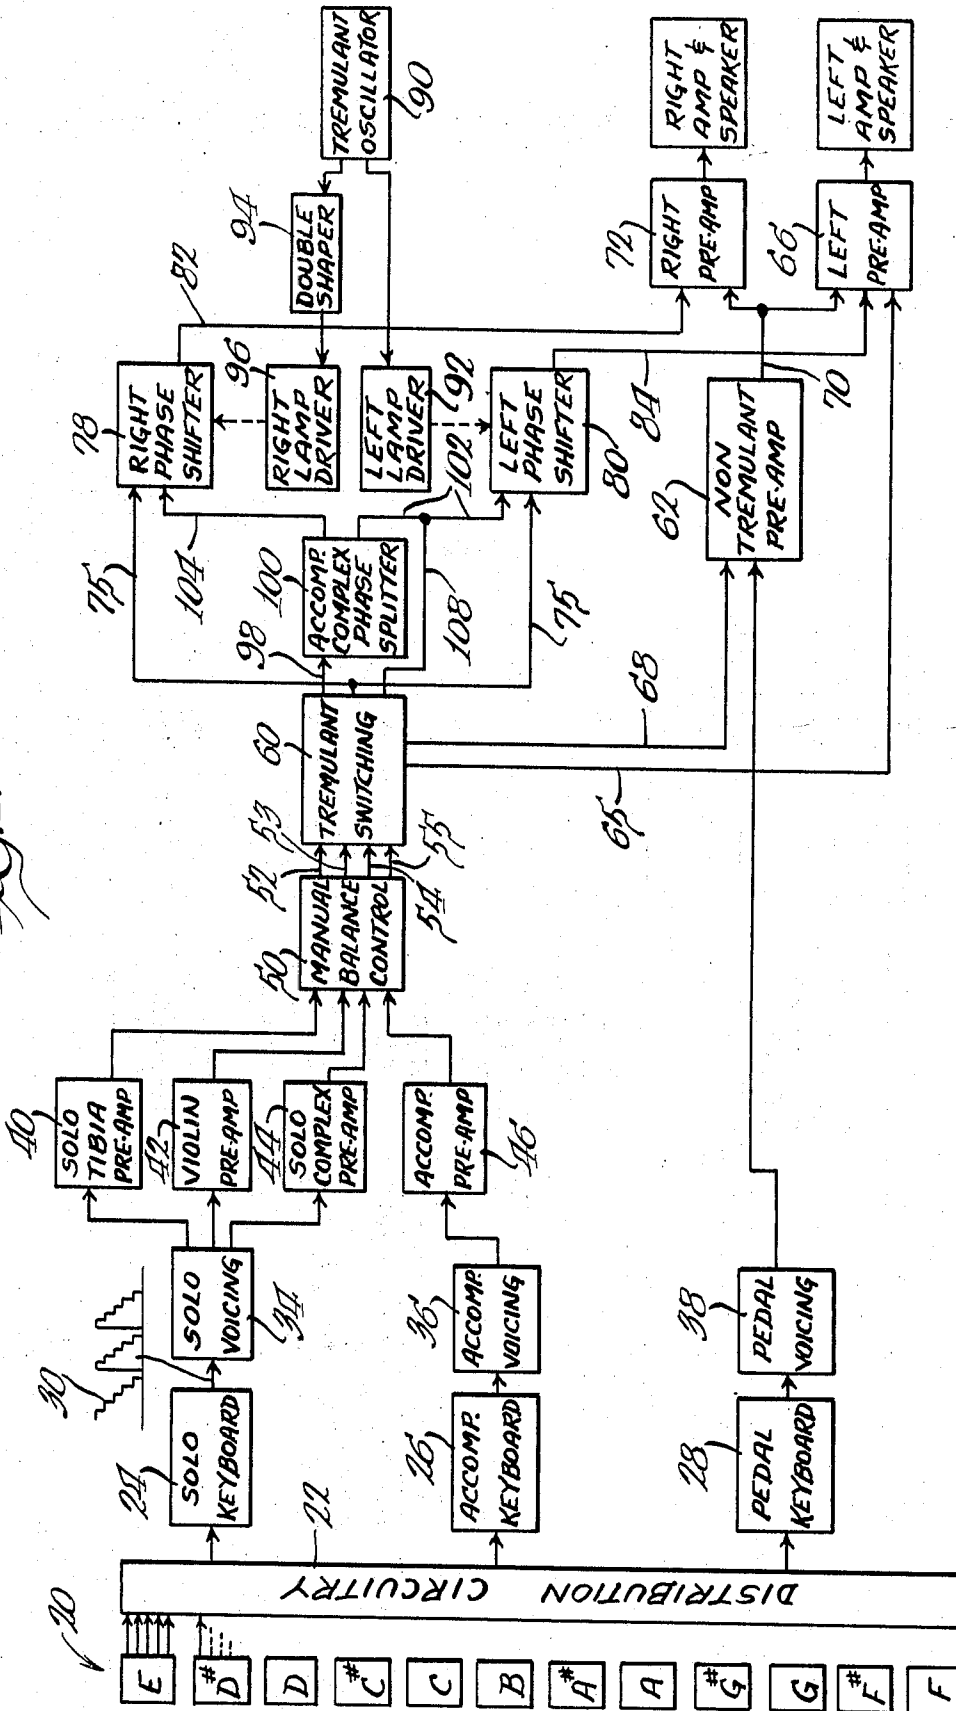 20
E
D#
D
C#
C
B
A#
A
G#
G
F#
F
DISTRIBUTION CIRCUITRY
22
24
SOLO
KEYBOARD
30
SOLO
VOICING
34
26
ACCOMP.
KEYBOARD
36
ACCOMP.
VOICING
28
PEDAL
KEYBOARD
38
PEDAL
VOICING
40
SOLO
TIBIA
PRE-AMP
42
VIOLIN
PRE-AMP
44
SOLO
COMPLEX
PRE-AMP
ACCOMP.
PRE-AMP
46
50
MANUAL
BALANCE
CONTROL
52
53
54
55
60
TREMULANT
SWITCHING
65
68
75
75
98
100
ACCOMP.
COMPLEX
PHASE
SPLITTER
104
102
108
78
RIGHT
PHASE
SHIFTER
96
RIGHT
LAMP
DRIVER
LEFT
LAMP
DRIVER
92
LEFT
PHASE
SHIFTER
80
82
84
94
DOUBLE
SHAPER
TREMULANT
OSCILLATOR
90
62
NON
TREMULANT
PRE-AMP
70
72
RIGHT
PRE-AMP
66
LEFT
PRE-AMP
RIGHT
AMP &
SPEAKER
LEFT
AMP &
SPEAKER